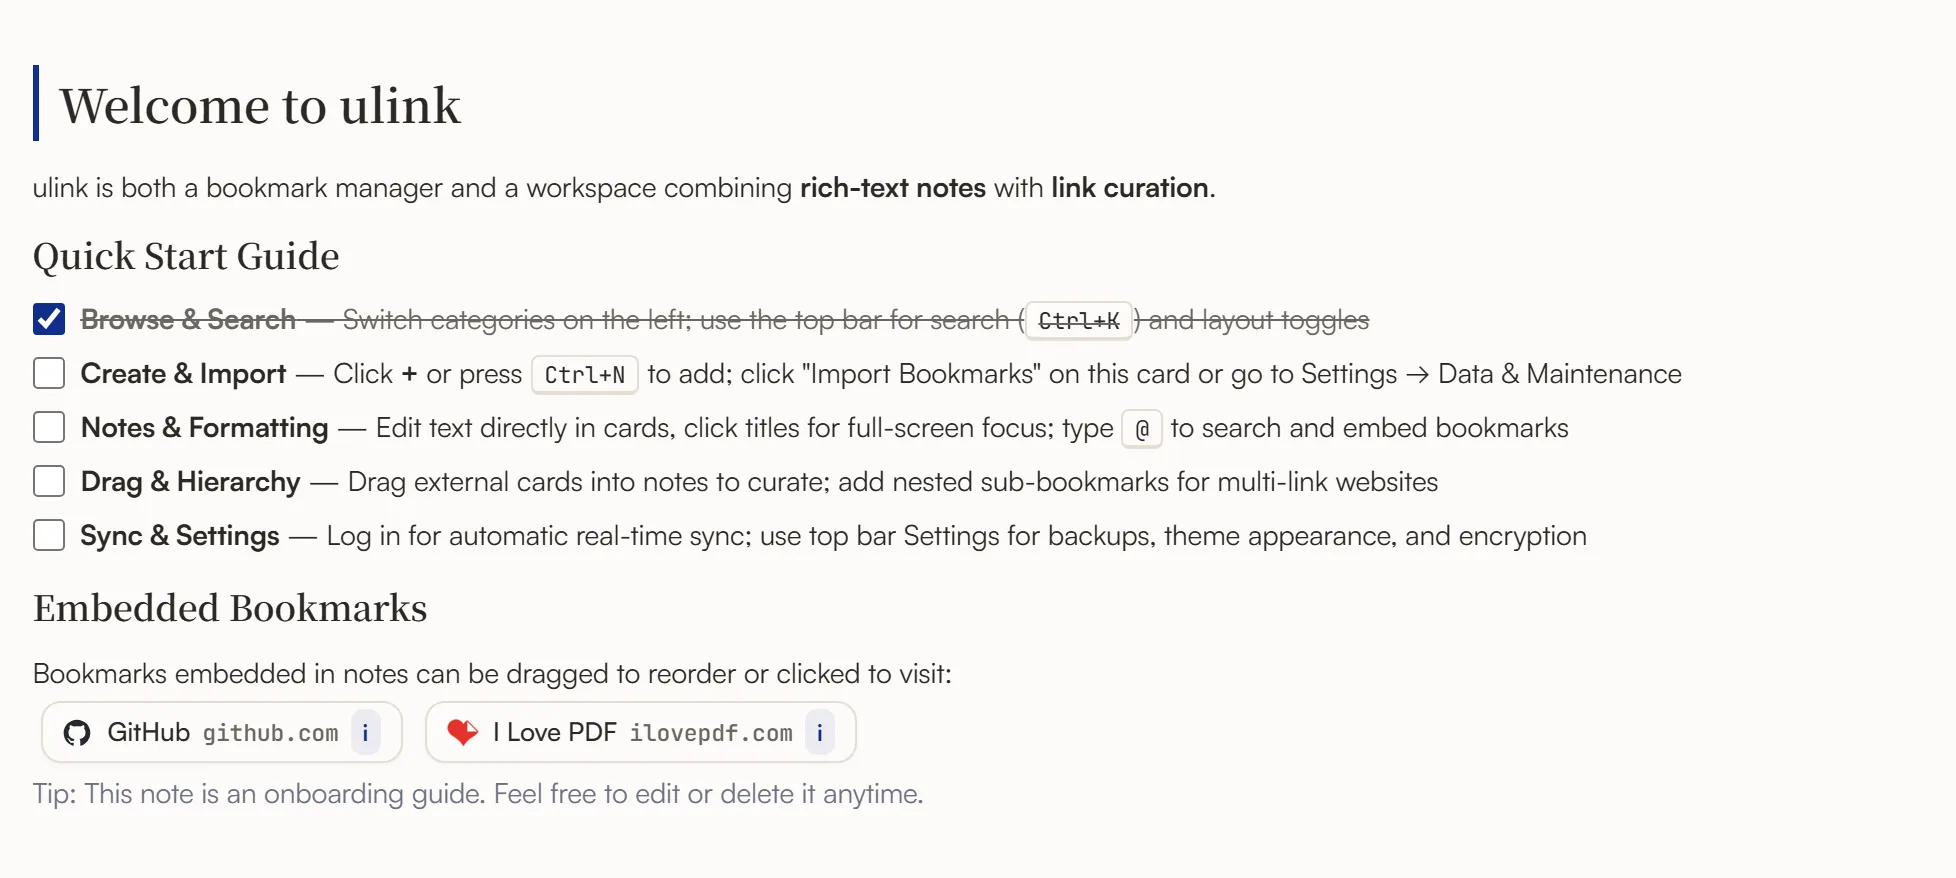 Welcome to ulink
ulink is both a bookmark manager and a workspace combining rich-text notes with link curation.
Quick Start Guide
Browse & Search — Switch categories on the left; use the top bar for search ( Ctrl+K ) and layout toggles
Create & Import — Click + or press Ctrl+N to add; click "Import Bookmarks" on this card or go to Settings → Data & Maintenance
Notes & Formatting — Edit text directly in cards, click titles for full-screen focus; type @ to search and embed bookmarks
Drag & Hierarchy — Drag external cards into notes to curate; add nested sub-bookmarks for multi-link websites
Sync & Settings — Log in for automatic real-time sync; use top bar Settings for backups, theme appearance, and encryption
Embedded Bookmarks
Bookmarks embedded in notes can be dragged to reorder or clicked to visit:
GitHub github.com i I Love PDF ilovepdf.com i
Tip: This note is an onboarding guide. Feel free to edit or delete it anytime.